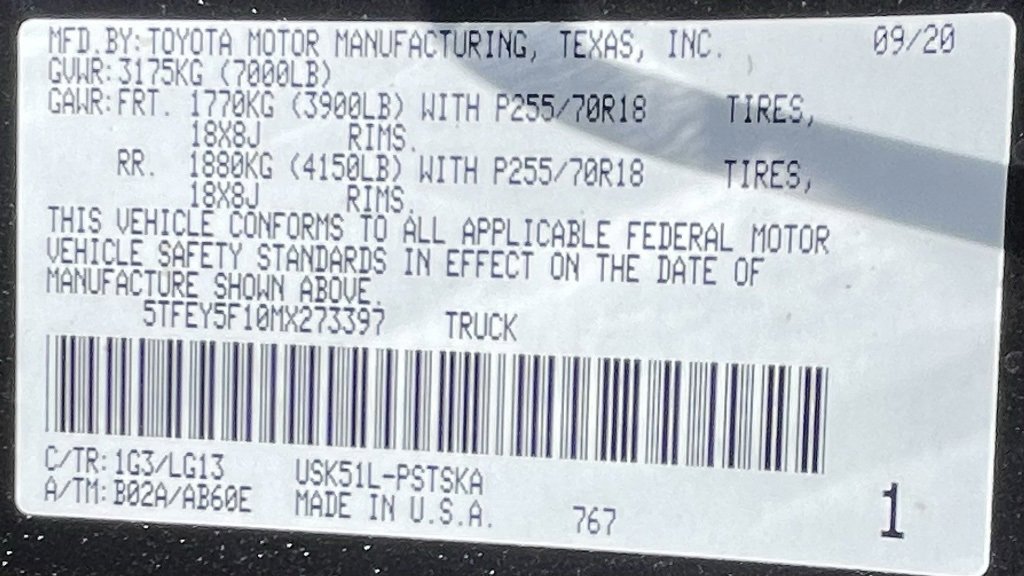 MFD.BY:TOYOTA MOTOR MANUFACTURING, TEXAS, INC. 09/20
GVWR:3175KG (7000LB)
GAWR:FRT. 1770KG (3900LB) WITH P255/70R18 TIRES,
18X8J RIMS.
RR. 1880KG (4150LB) WITH P255/70R18 TIRES,
18X8J RIMS.
THIS VEHICLE CONFORMS TO ALL APPLICABLE FEDERAL MOTOR
VEHICLE SAFETY STANDARDS IN EFFECT ON THE DATE OF
MANUFACTURE SHOWN ABOVE.
5TFEY5F10MX273397 TRUCK
C/TR:1G3/LG13 USK51L-PSTSKA
A/TM:B02A/AB60E MADE IN U.S.A. 767 1